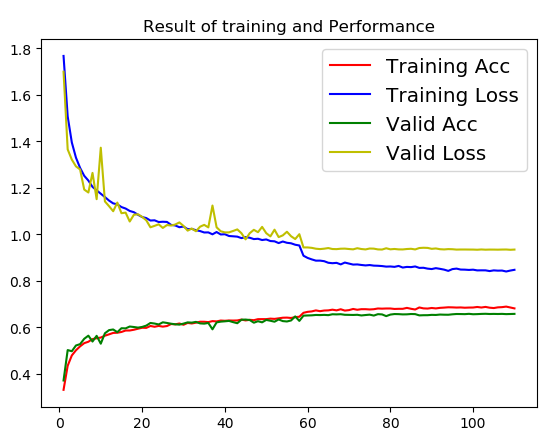 Result of training and Performance
1.8
1.6
1.4
1.2
1.0
0.8
0.6
0.4
Training Acc
Training Loss
Valid Acc
Valid Loss
0 20 40 60 80 100